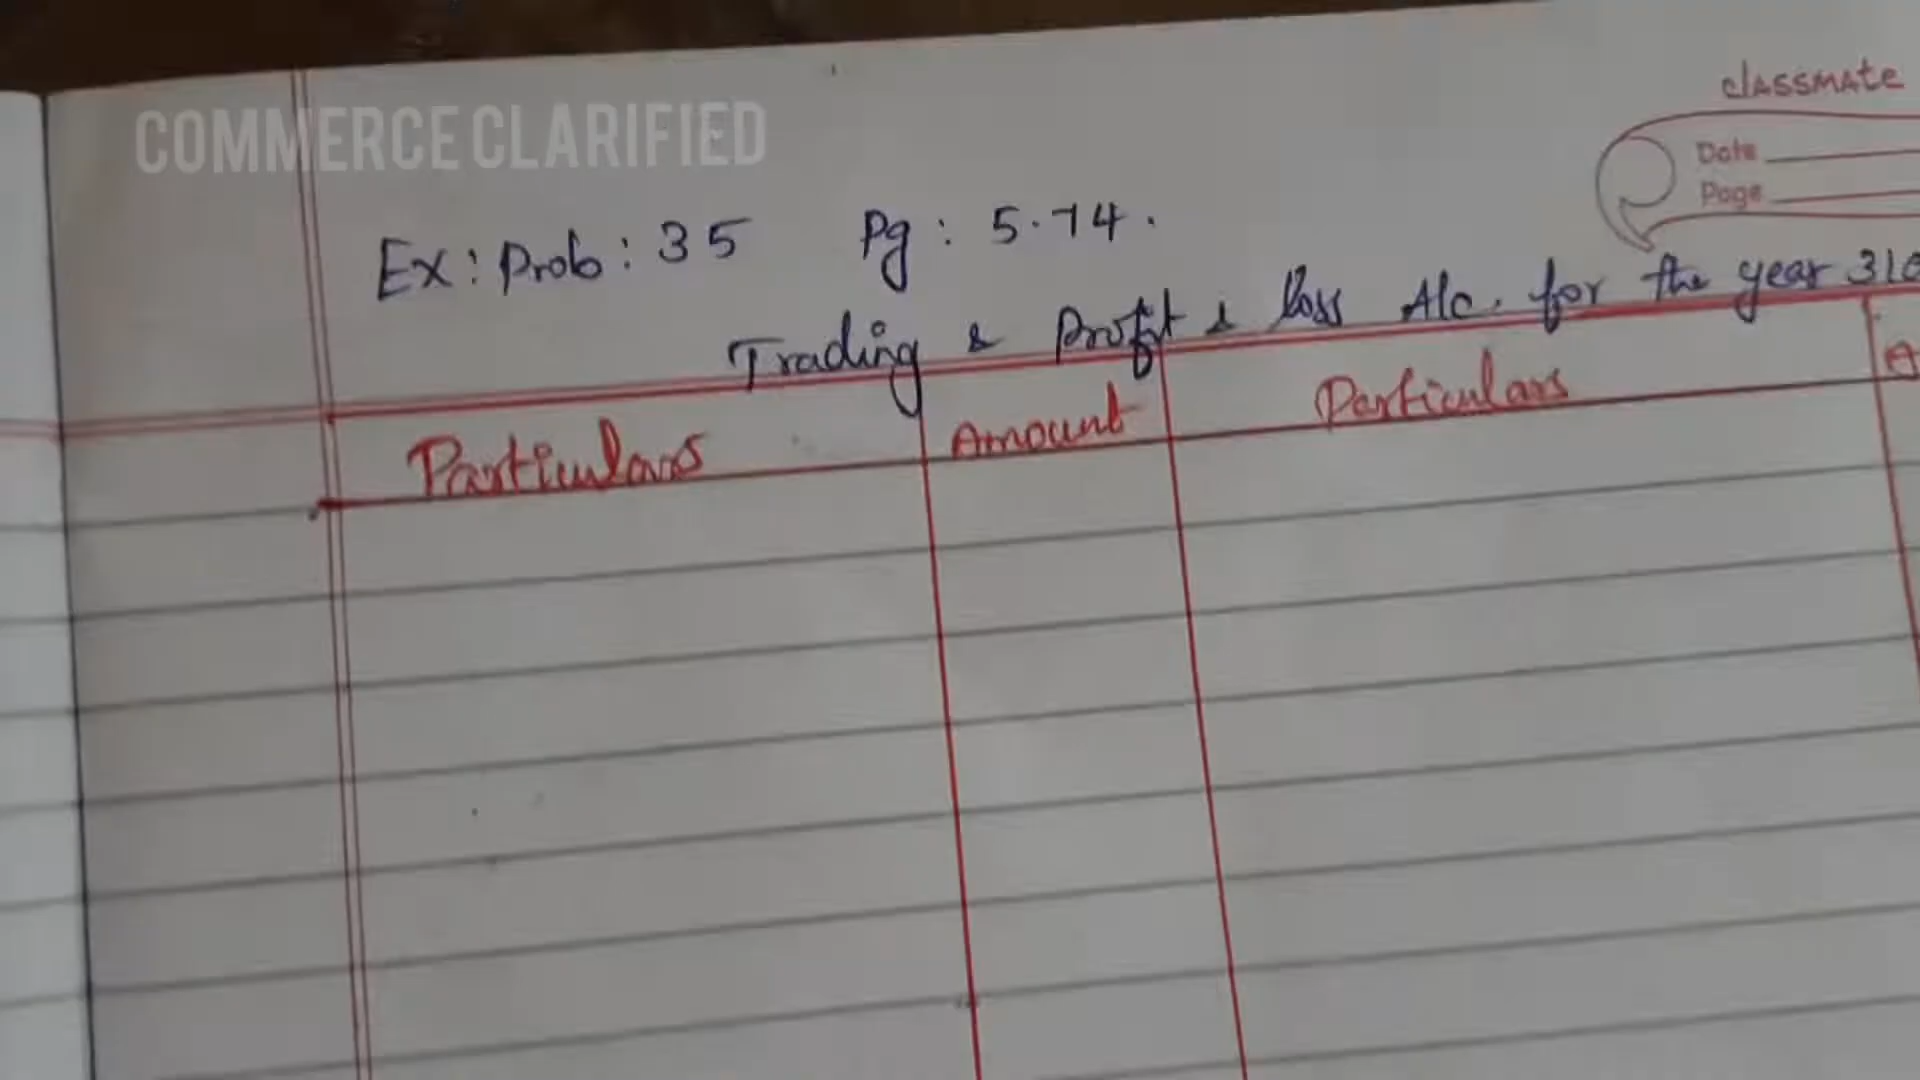 COMMERCE CLARIFIED
classmate
Date
Page
Ex: Prob: 35 Pg: 5.74.
Trading & Profit & loss A/c. for the year
Particulars Amount Particulars